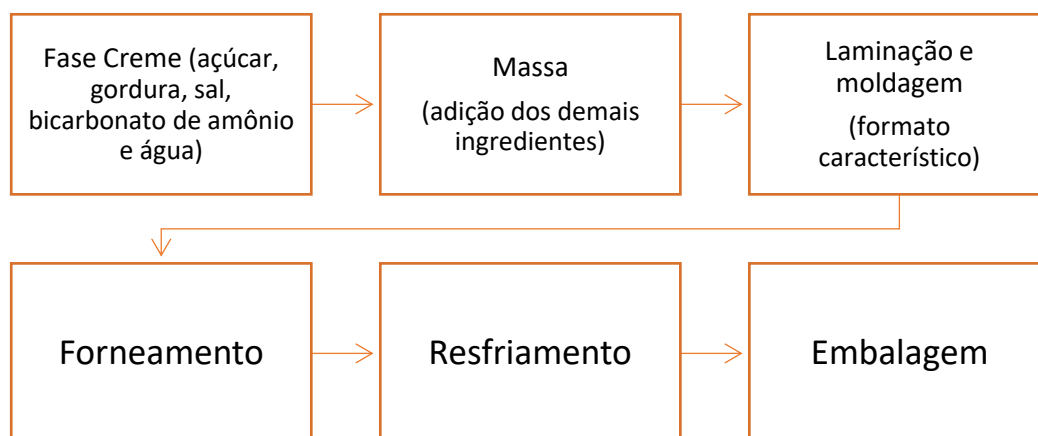 Fase Creme (açúcar,
gordura, sal,
bicarbonato de amônio
e água)
Massa
(adição dos demais
ingredientes)
Laminação e
moldagem
(formato
característico)
Forneamento
Resfriamento
Embalagem